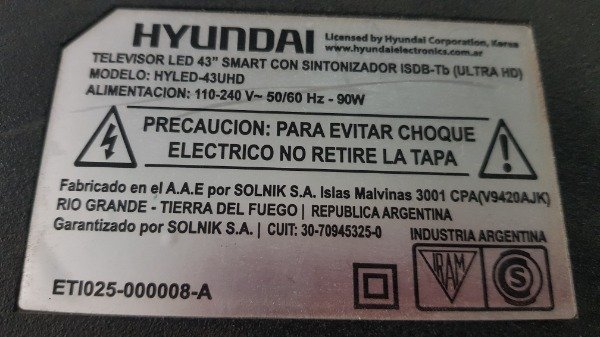 HYUNDAI
Licensed by Hyundai Corporation, Korea
www.hyundaielectronics.com.ar
TELEVISOR LED 43" SMART CON SINTONIZADOR ISDB-Tb (ULTRA HD)
MODELO: HYLED-43UHD
ALIMENTACION: 110-240 V~ 50/60 Hz - 90W
PRECAUCION: PARA EVITAR CHOQUE
ELECTRICO NO RETIRE LA TAPA
Fabricado en el A.A.E por SOLNIK S.A. Islas Malvinas 3001 CPA(V9420AJK)
RIO GRANDE - TIERRA DEL FUEGO | REPUBLICA ARGENTINA
Garantizado por SOLNIK S.A. | CUIT: 30-70945325-0
INDUSTRIA ARGENTINA
IRAM
S
ETI025-000008-A